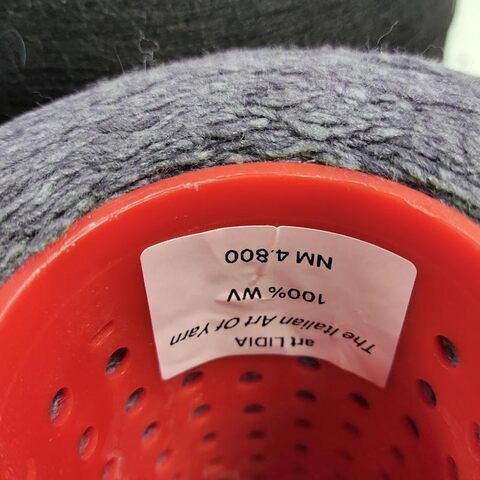 art LIDIA
The Italian Art Of Yarn
100% WV
NM 4.800